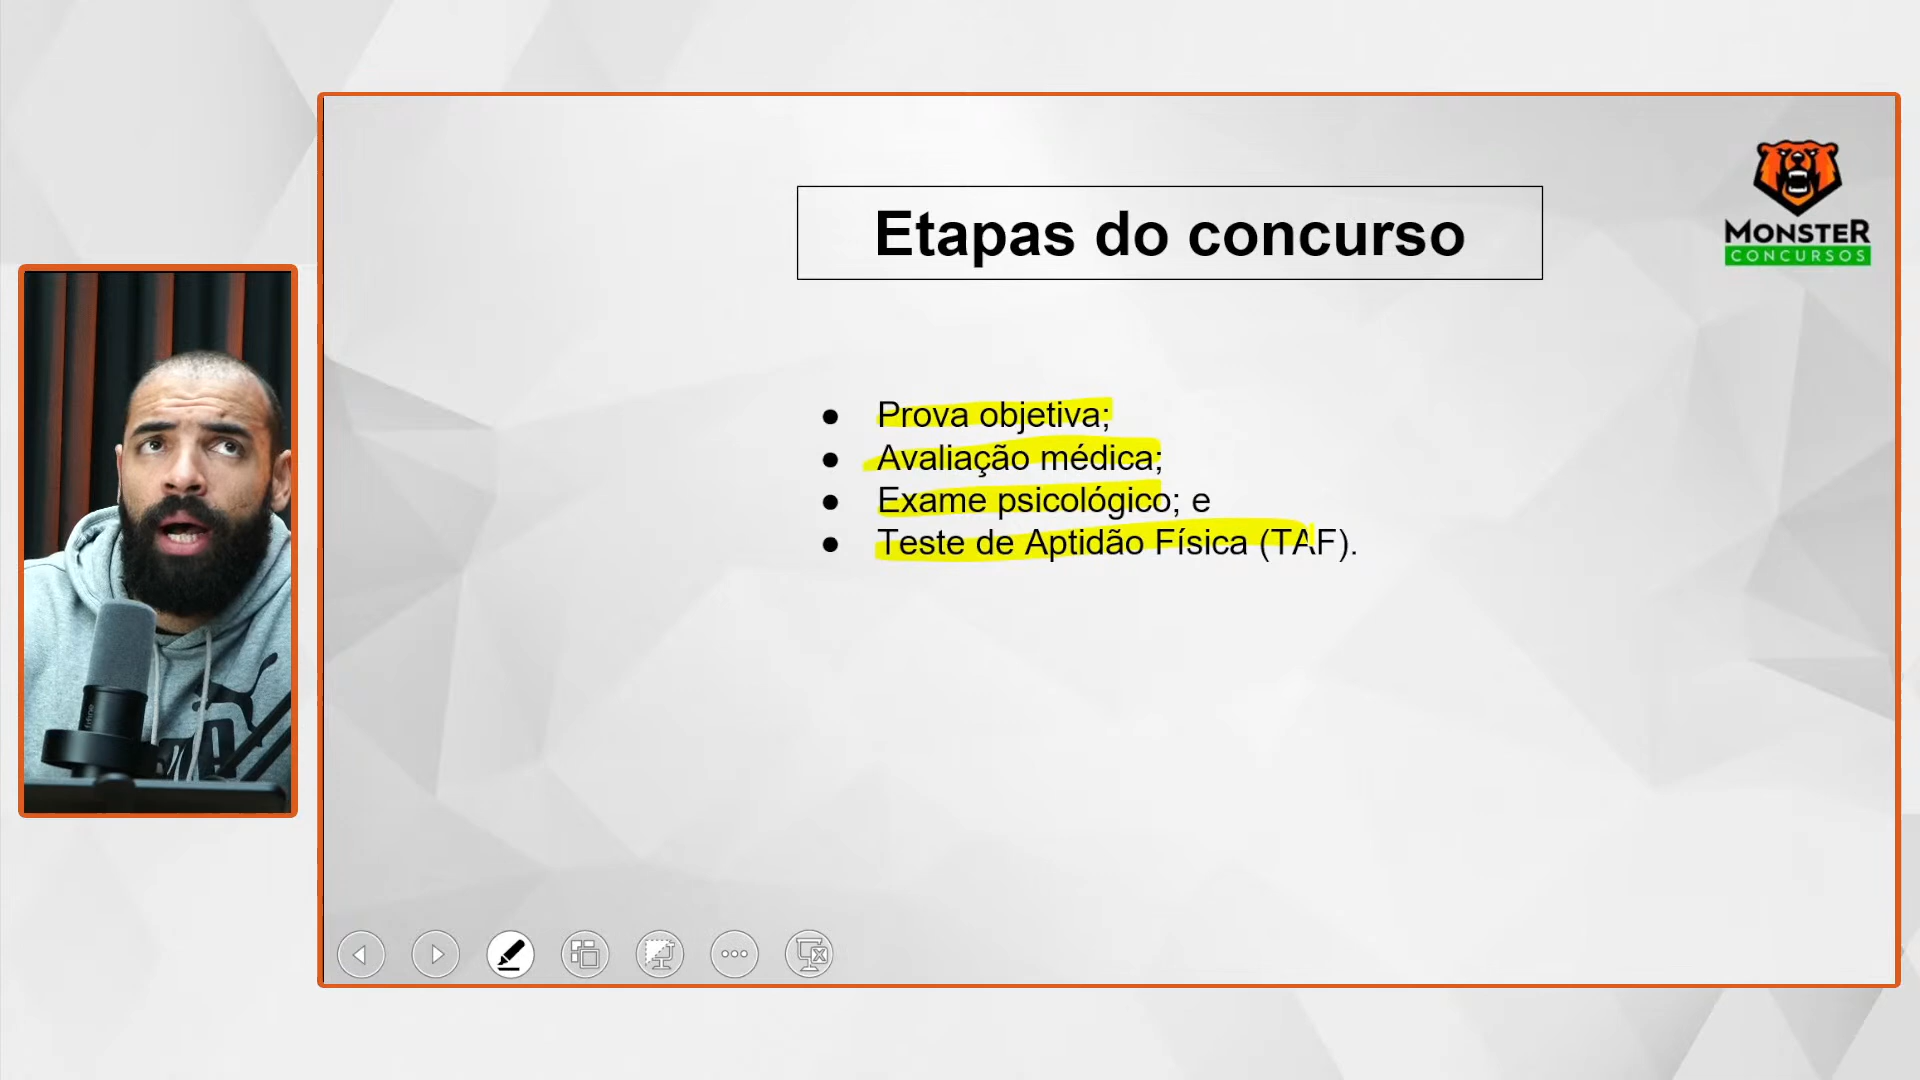 Etapas do concurso
MONSTER
CONCURSOS
● Prova objetiva;
● Avaliação médica;
● Exame psicológico; e
● Teste de Aptidão Física (TAF).